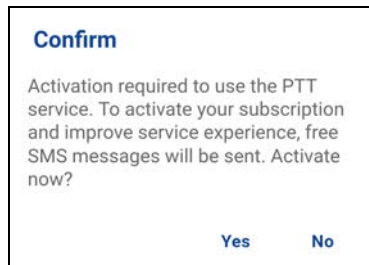 Confirm
Activation required to use the PTT
service. To activate your subscription
and improve service experience, free
SMS messages will be sent. Activate
now?
Yes No